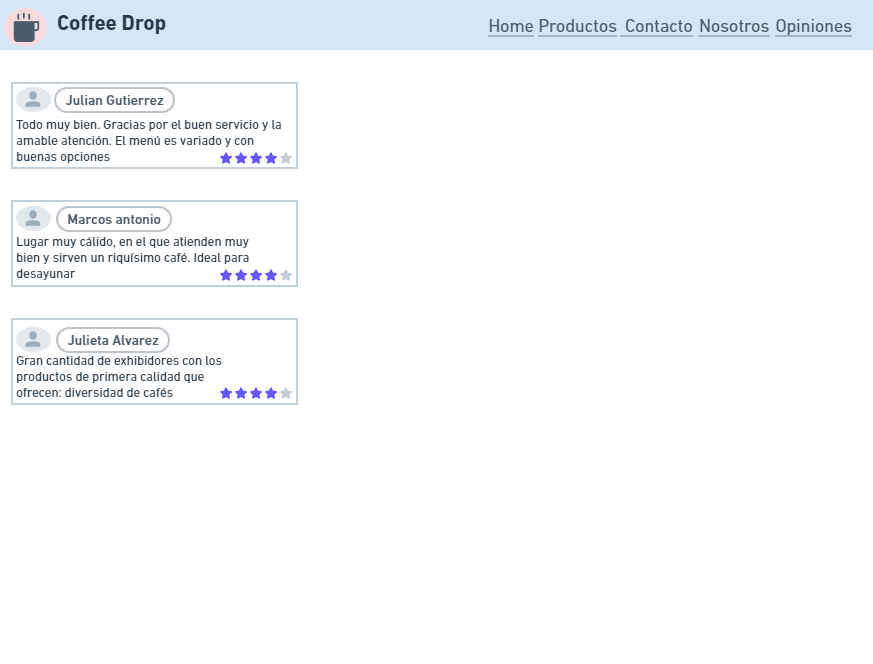 Coffee Drop
Home Productos Contacto Nosotros Opiniones
Julian Gutierrez
Todo muy bien. Gracias por el buen servicio y la
amable atención. El menú es variado y con
buenas opciones
Marcos antonio
Lugar muy cálido, en el que atienden muy
bien y sirven un riquísimo café. Ideal para
desayunar
Julieta Alvarez
Gran cantidad de exhibidores con los
productos de primera calidad que
ofrecen: diversidad de cafés